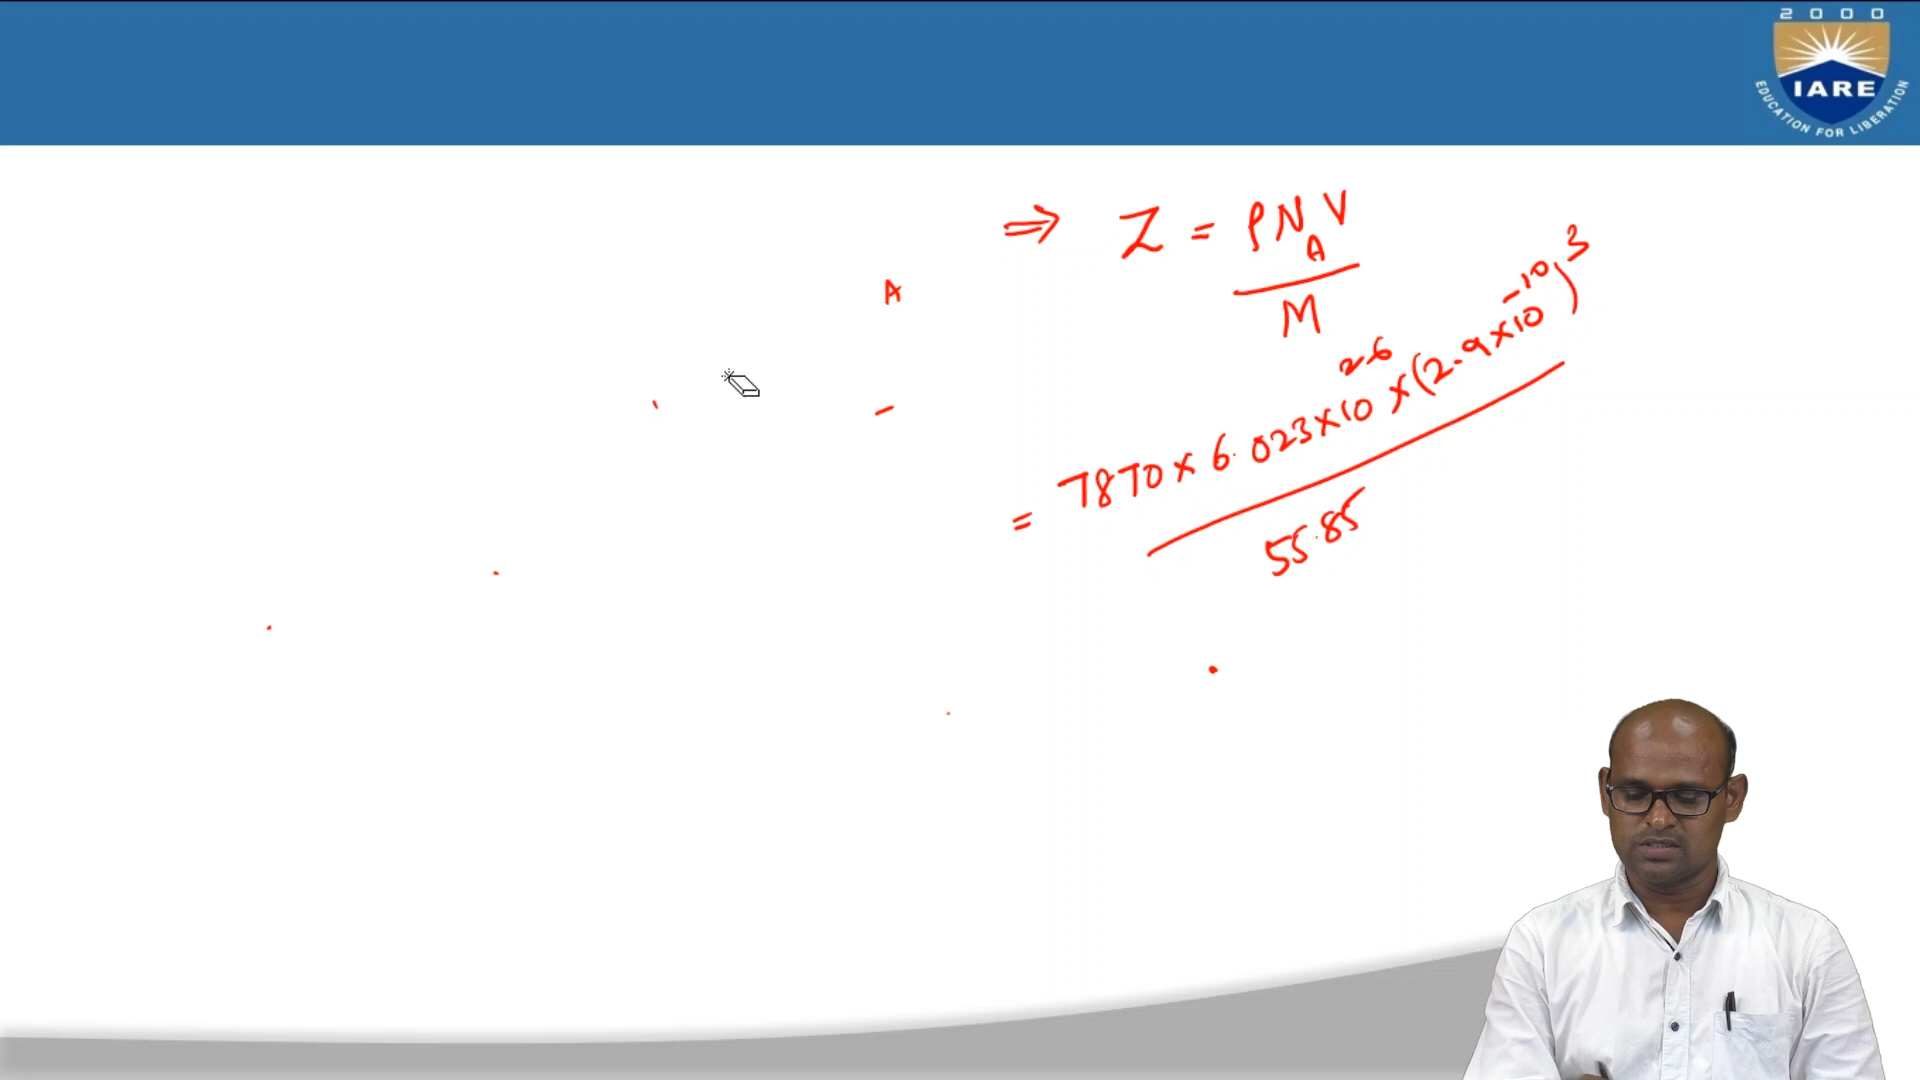 2000
IARE
EDUCATION FOR LIBERATION
⇒ Z = ρN_A V / M
A
-
= 7870 x 6.023 x 10^26 x (2.9 x 10^-10)^3 / 55.85